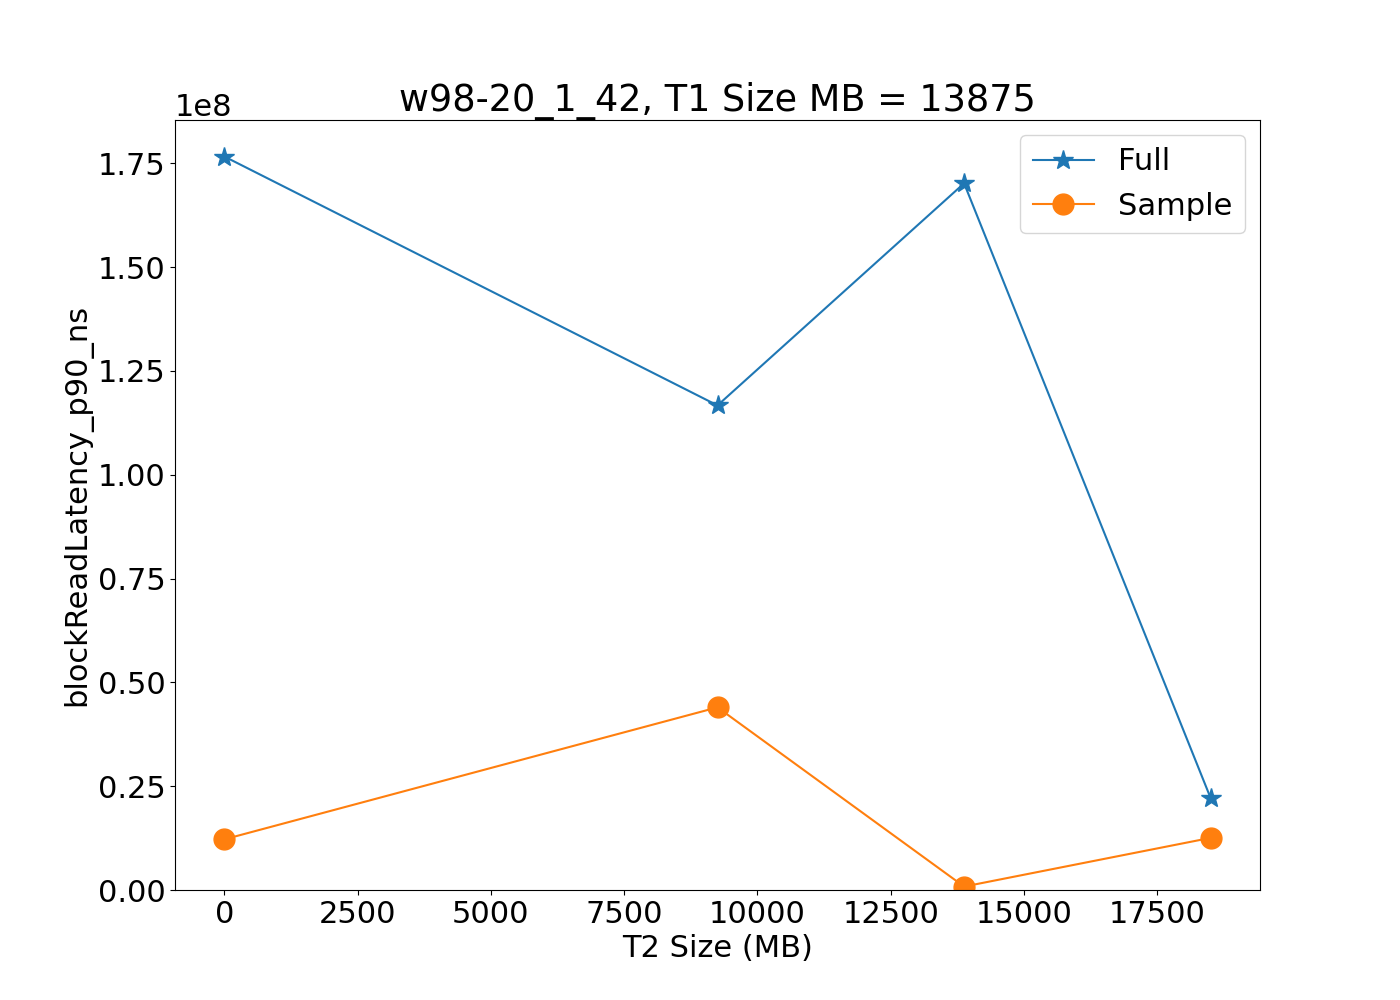 w98-20_1_42, T1 Size MB = 13875
1e8
Full
Sample
1.75
1.50
1.25
1.00
0.75
0.50
0.25
0.00
blockReadLatency_p90_ns
0 2500 5000 7500 10000 12500 15000 17500
T2 Size (MB)